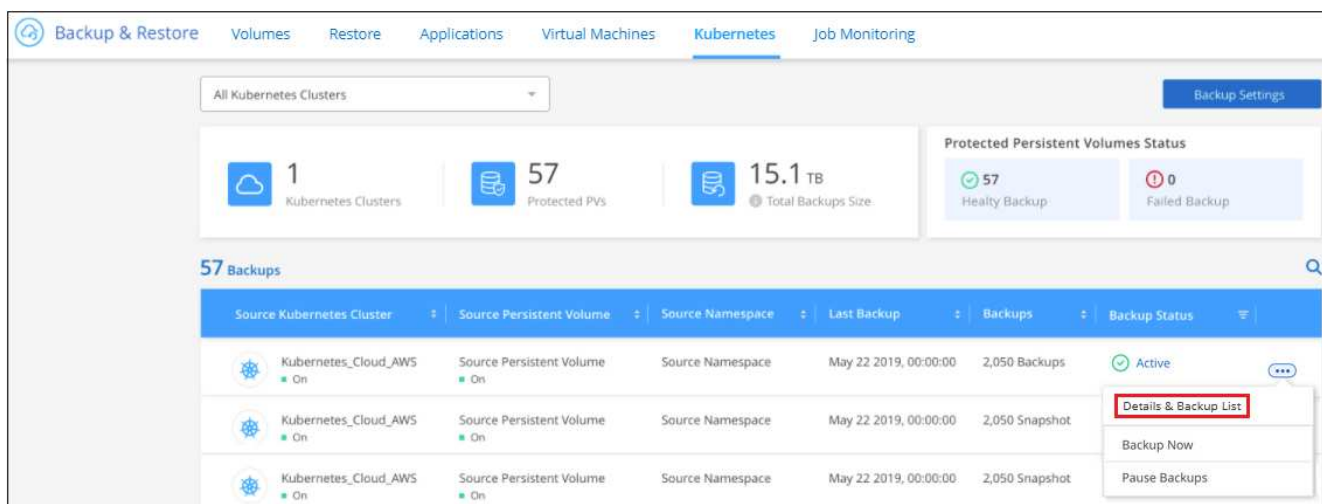 Backup & Restore Volumes Restore Applications Virtual Machines Kubernetes Job Monitoring
All Kubernetes Clusters Backup Settings
Protected Persistent Volumes Status
1 57 15.1 TB 57 0
Kubernetes Clusters Protected PVs Total Backups Size Healty Backup Failed Backup
57 Backups
Source Kubernetes Cluster Source Persistent Volume Source Namespace Last Backup Backups Backup Status
Kubernetes_Cloud_AWS Source Persistent Volume Source Namespace May 22 2019, 00:00:00 2,050 Backups Active
On On
Details & Backup List
Kubernetes_Cloud_AWS Source Persistent Volume Source Namespace May 22 2019, 00:00:00 2,050 Snapshot
On On
Backup Now
Kubernetes_Cloud_AWS Source Persistent Volume Source Namespace May 22 2019, 00:00:00 2,050 Snapshot Pause Backups
On On